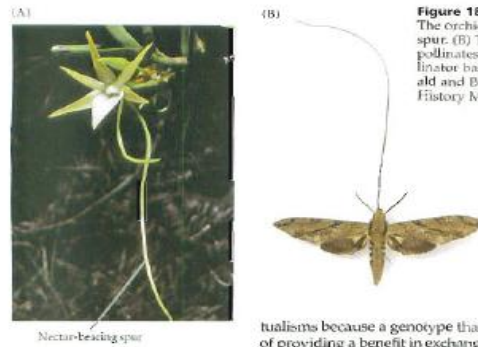 (A)
Nectar-bearing spur
(B)
Figure 18
The orchi
spur. (B) T
pollinates
linator ba
ald and B
History M
tualisms because a genotype tha
of providing a benefit in exchang